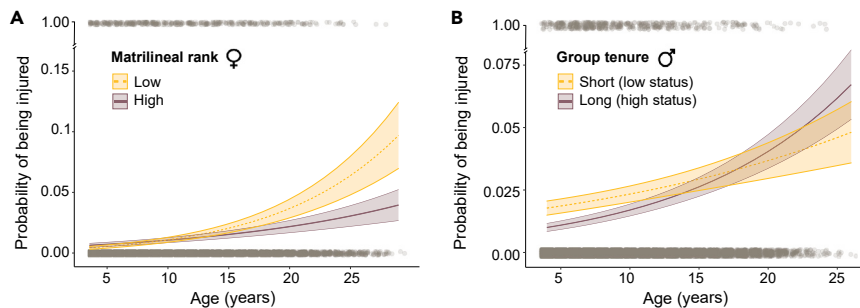 A
Matrilineal rank ♀
Low
High
Probability of being injured
1.00
0.15
0.1
0.05
0.00
5
10
15
20
25
Age (years)
B
Group tenure ♂
Short (low status)
Long (high status)
Probability of being injured
1.00
0.075
0.05
0.025
0.00
5
10
15
20
25
Age (years)